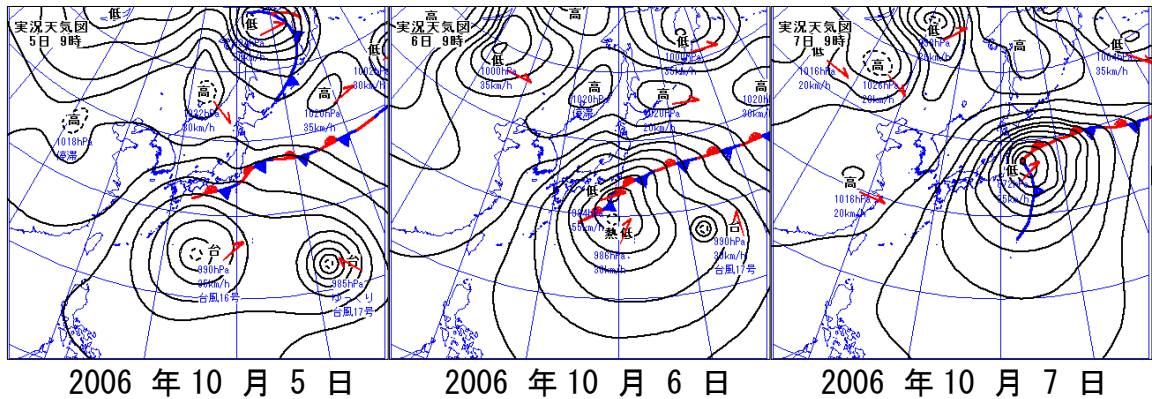 実況天気図
5日 9時
低
低
高
1022hPa
30km/h
高
1020hPa
35km/h
1002hPa
30km/h
高
1018hPa
停滞
台
990hPa
35km/h
台風16号
台
985hPa
ゆっくり
台風17号
2006 年 10 月 5 日
実況天気図
6日 9時
高
低
1000hPa
35km/h
低
1000hPa
35km/h
高
1020hPa
停滞
高
1020hPa
20km/h
高
1020hPa
30km/h
低
984hPa
55km/h
熱低
986hPa
30km/h
台
990hPa
台風17号
2006 年 10 月 6 日
実況天気図
7日 9時
低
1016hPa
20km/h
高
1026hPa
20km/h
低
高
低
1004hPa
35km/h
高
1016hPa
20km/h
低
972hPa
2006 年 10 月 7 日